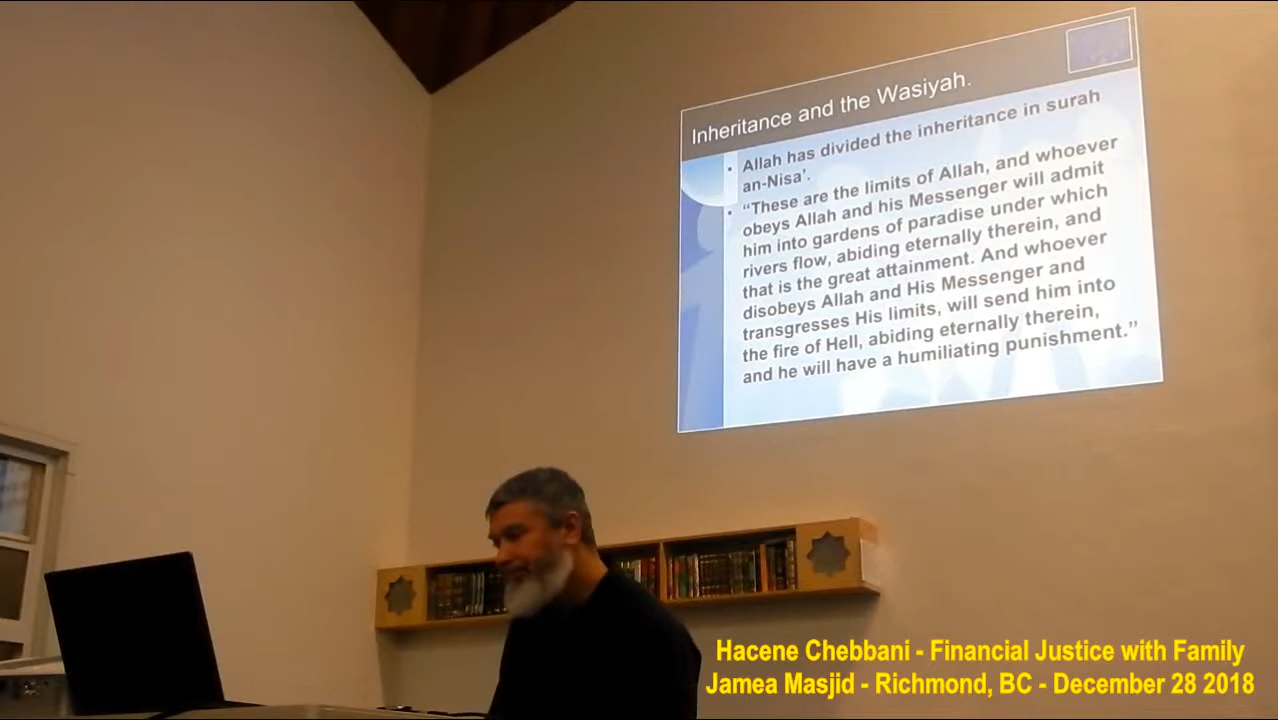 Inheritance and the Wasiyah.
• Allah has divided the inheritance in surah
an-Nisa’.
• “These are the limits of Allah, and whoever
obeys Allah and his Messenger will admit
him into gardens of paradise under which
rivers flow, abiding eternally therein, and
that is the great attainment. And whoever
disobeys Allah and His Messenger and
transgresses His limits, will send him into
the fire of Hell, abiding eternally therein,
and he will have a humiliating punishment.”
Hacene Chebbani - Financial Justice with Family
Jamea Masjid - Richmond, BC - December 28 2018